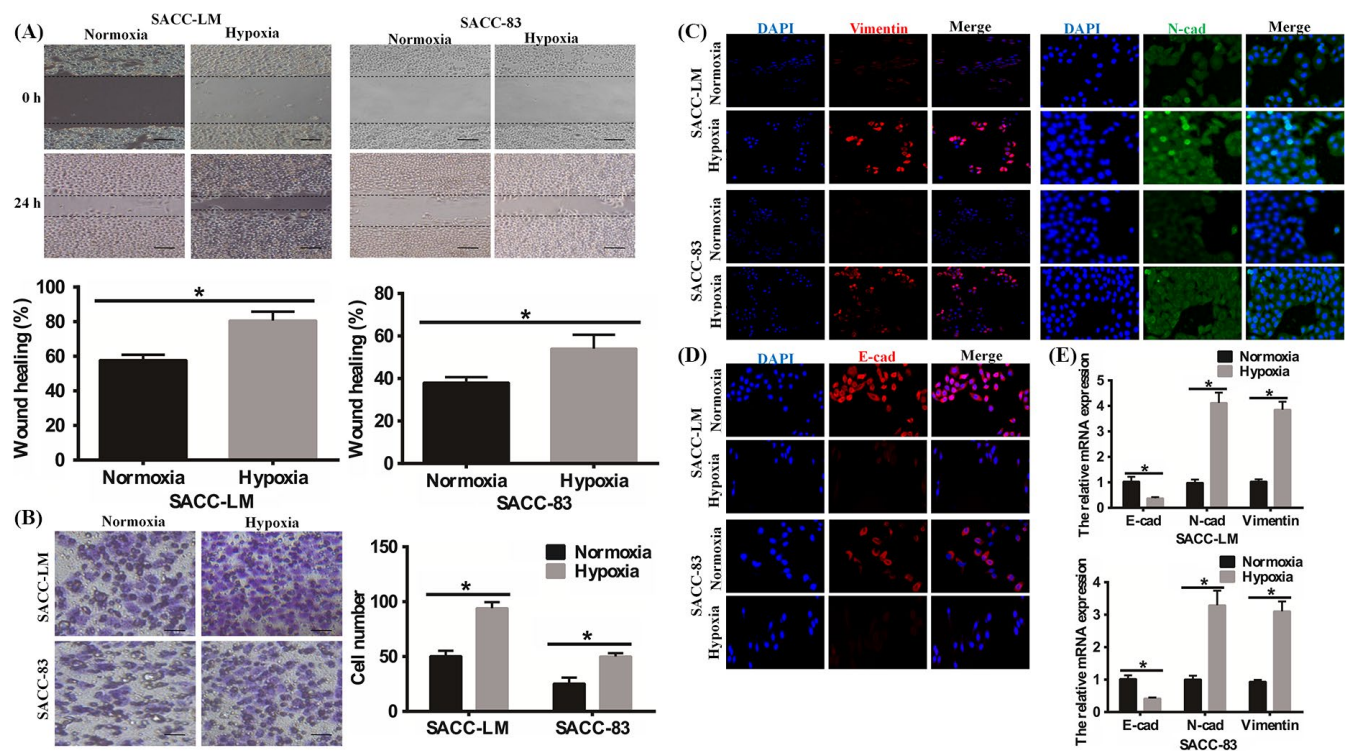 (A)
SACC-LM
Normoxia Hypoxia
SACC-83
Normoxia Hypoxia
0 h
24 h
Wound healing (%)
100
80
60
40
20
0
*
Normoxia Hypoxia
SACC-LM
Wound healing (%)
80
60
40
20
0
*
Normoxia Hypoxia
SACC-83
(B)
Normoxia Hypoxia
SACC-LM
SACC-83
Cell number
150
100
50
0
Normoxia
Hypoxia
*
*
SACC-LM SACC-83
(C)
DAPI Vimentin Merge
DAPI N-cad Merge
SACC-LM
Normoxia
Hypoxia
SACC-83
Normoxia
Hypoxia
(D)
DAPI E-cad Merge
SACC-LM
Normoxia
Hypoxia
SACC-83
Normoxia
Hypoxia
(E)
Normoxia
Hypoxia
The relative mRNA expression
5
4
3
2
1
0
*
*
*
E-cad N-cad Vimentin
SACC-LM
Normoxia
Hypoxia
The relative mRNA expression
4
3
2
1
0
*
*
*
E-cad N-cad Vimentin
SACC-83